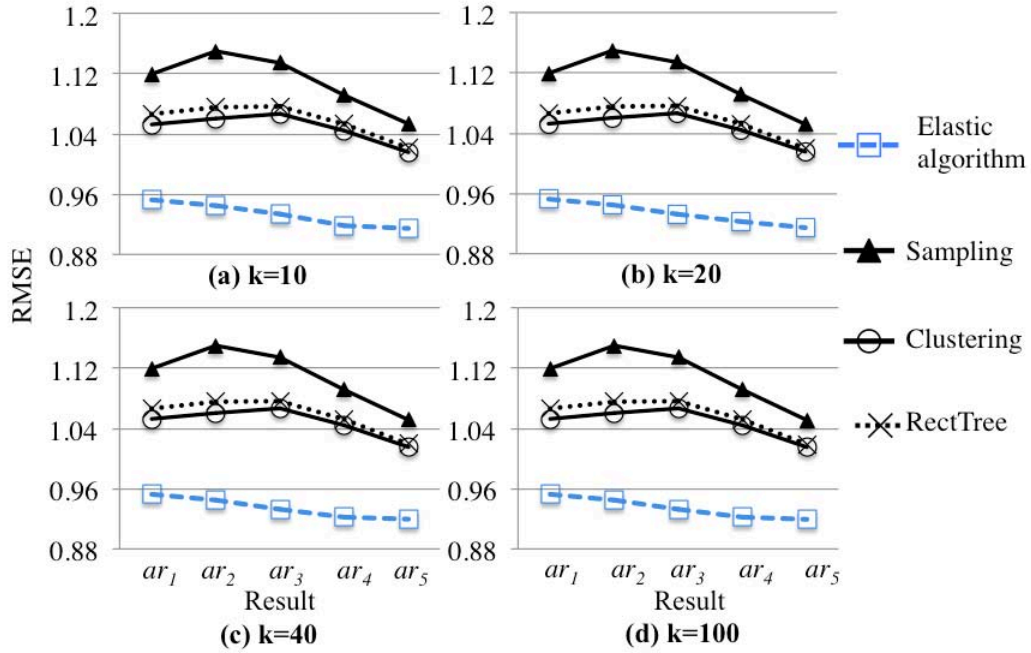 1.2
1.12
1.04
0.96
0.88
(a) k=10
1.2
1.12
1.04
0.96
0.88
(b) k=20
RMSE
1.2
1.12
1.04
0.96
0.88
ar1 ar2 ar3 ar4 ar5
Result
(c) k=40
1.2
1.12
1.04
0.96
0.88
ar1 ar2 ar3 ar4 ar5
Result
(d) k=100
Elastic
algorithm
Sampling
Clustering
RectTree